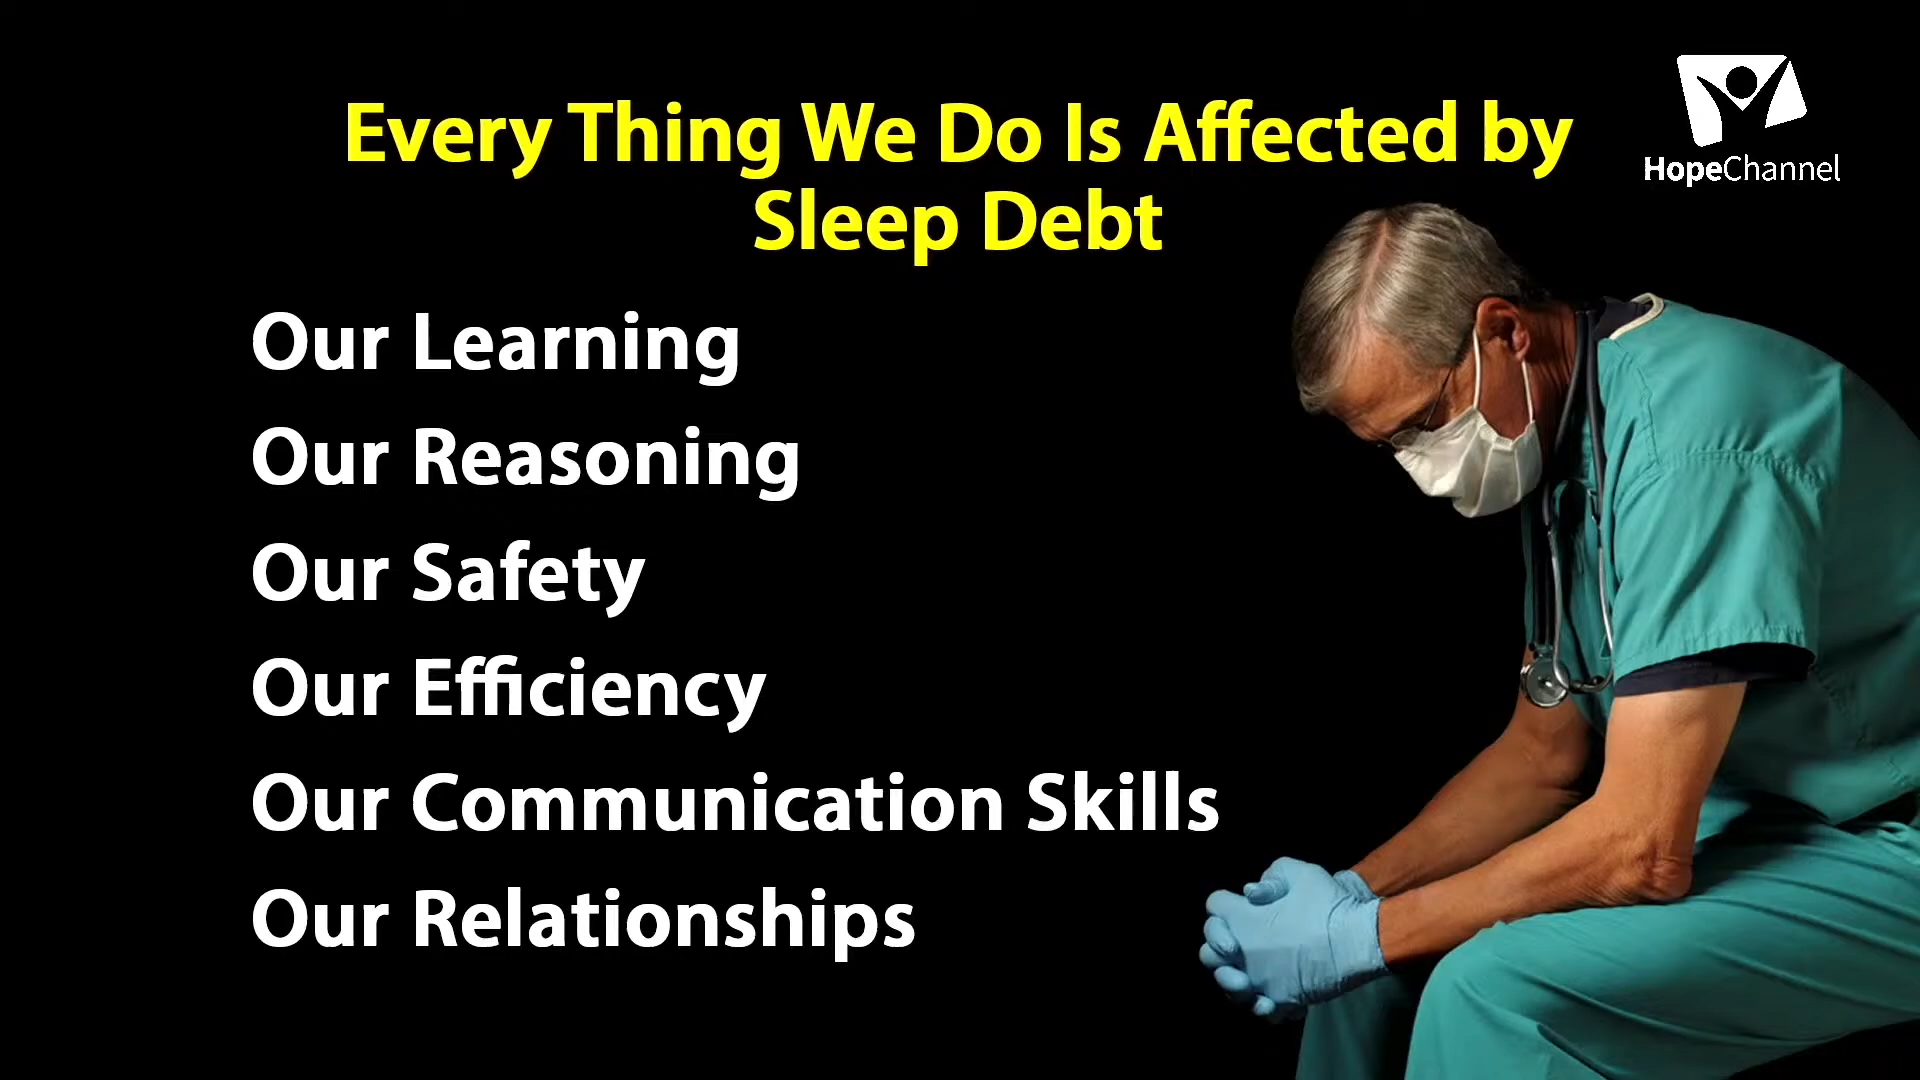 Every Thing We Do Is Affected by
Sleep Debt
HopeChannel
Our Learning
Our Reasoning
Our Safety
Our Efficiency
Our Communication Skills
Our Relationships